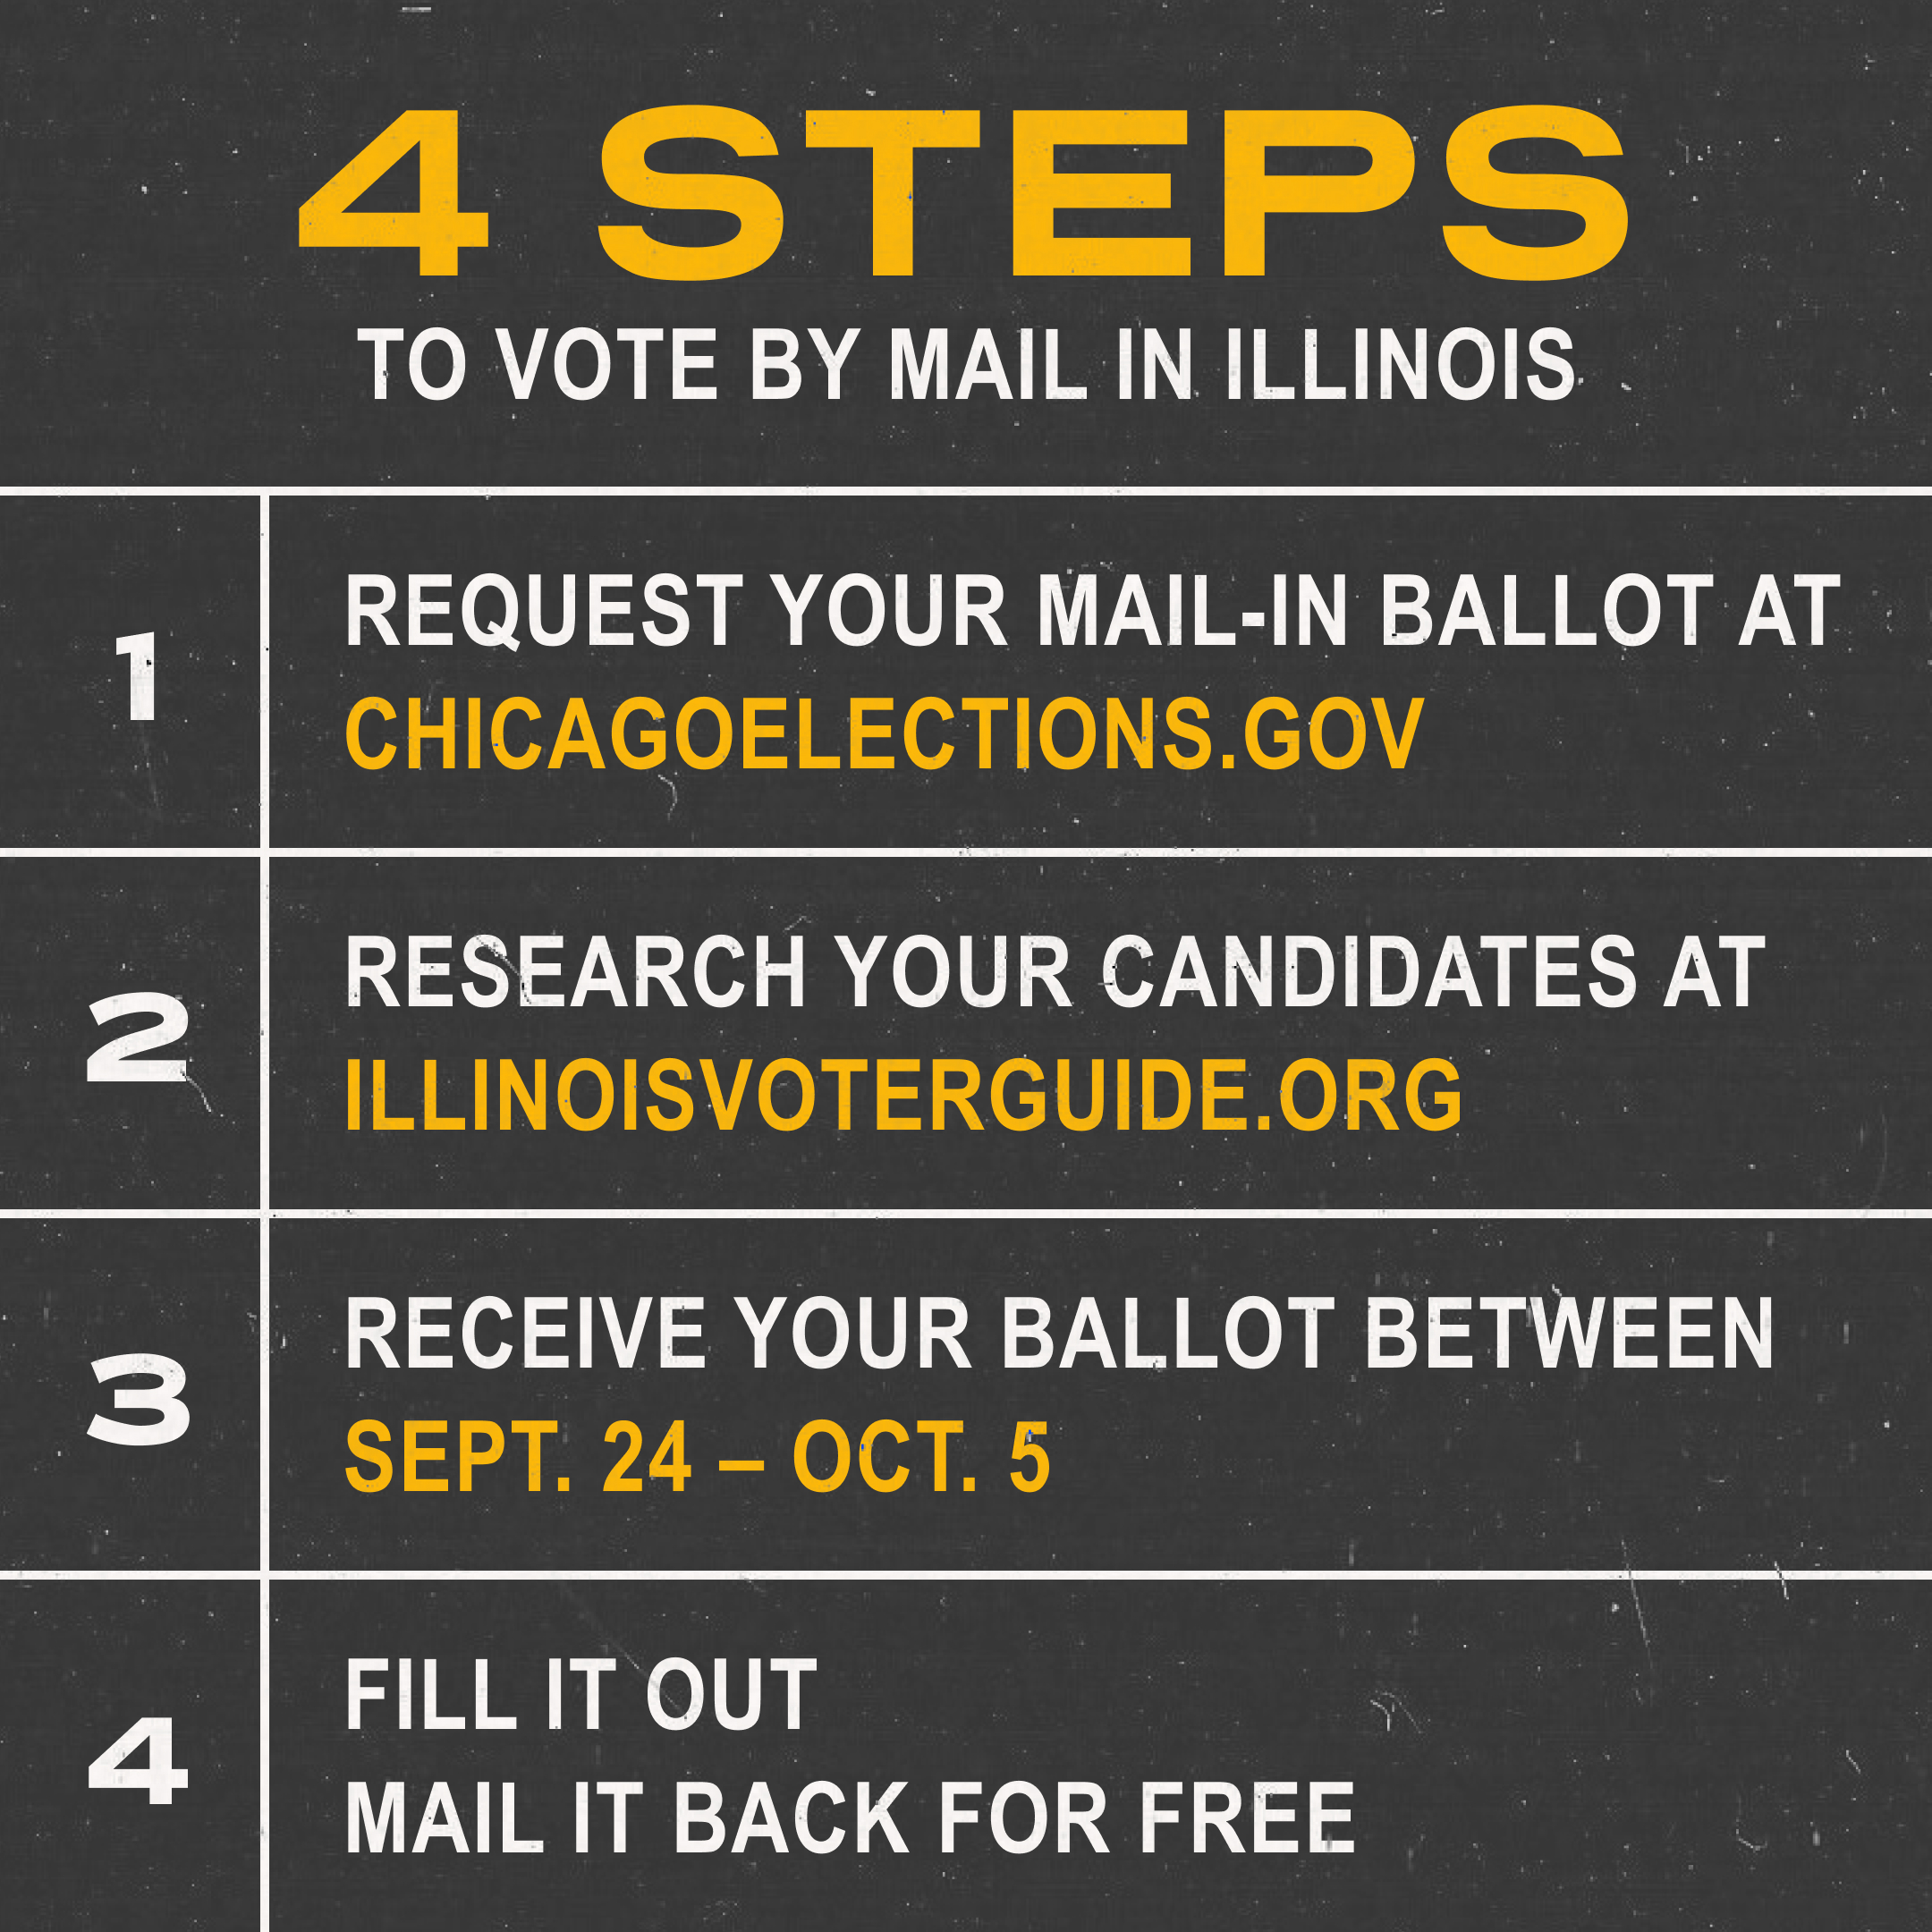 4 STEPS
TO VOTE BY MAIL IN ILLINOIS
1
REQUEST YOUR MAIL-IN BALLOT AT
CHICAGOELECTIONS.GOV
2
RESEARCH YOUR CANDIDATES AT
ILLINOISVOTERGUIDE.ORG
3
RECEIVE YOUR BALLOT BETWEEN
SEPT. 24 – OCT. 5
4
FILL IT OUT
MAIL IT BACK FOR FREE